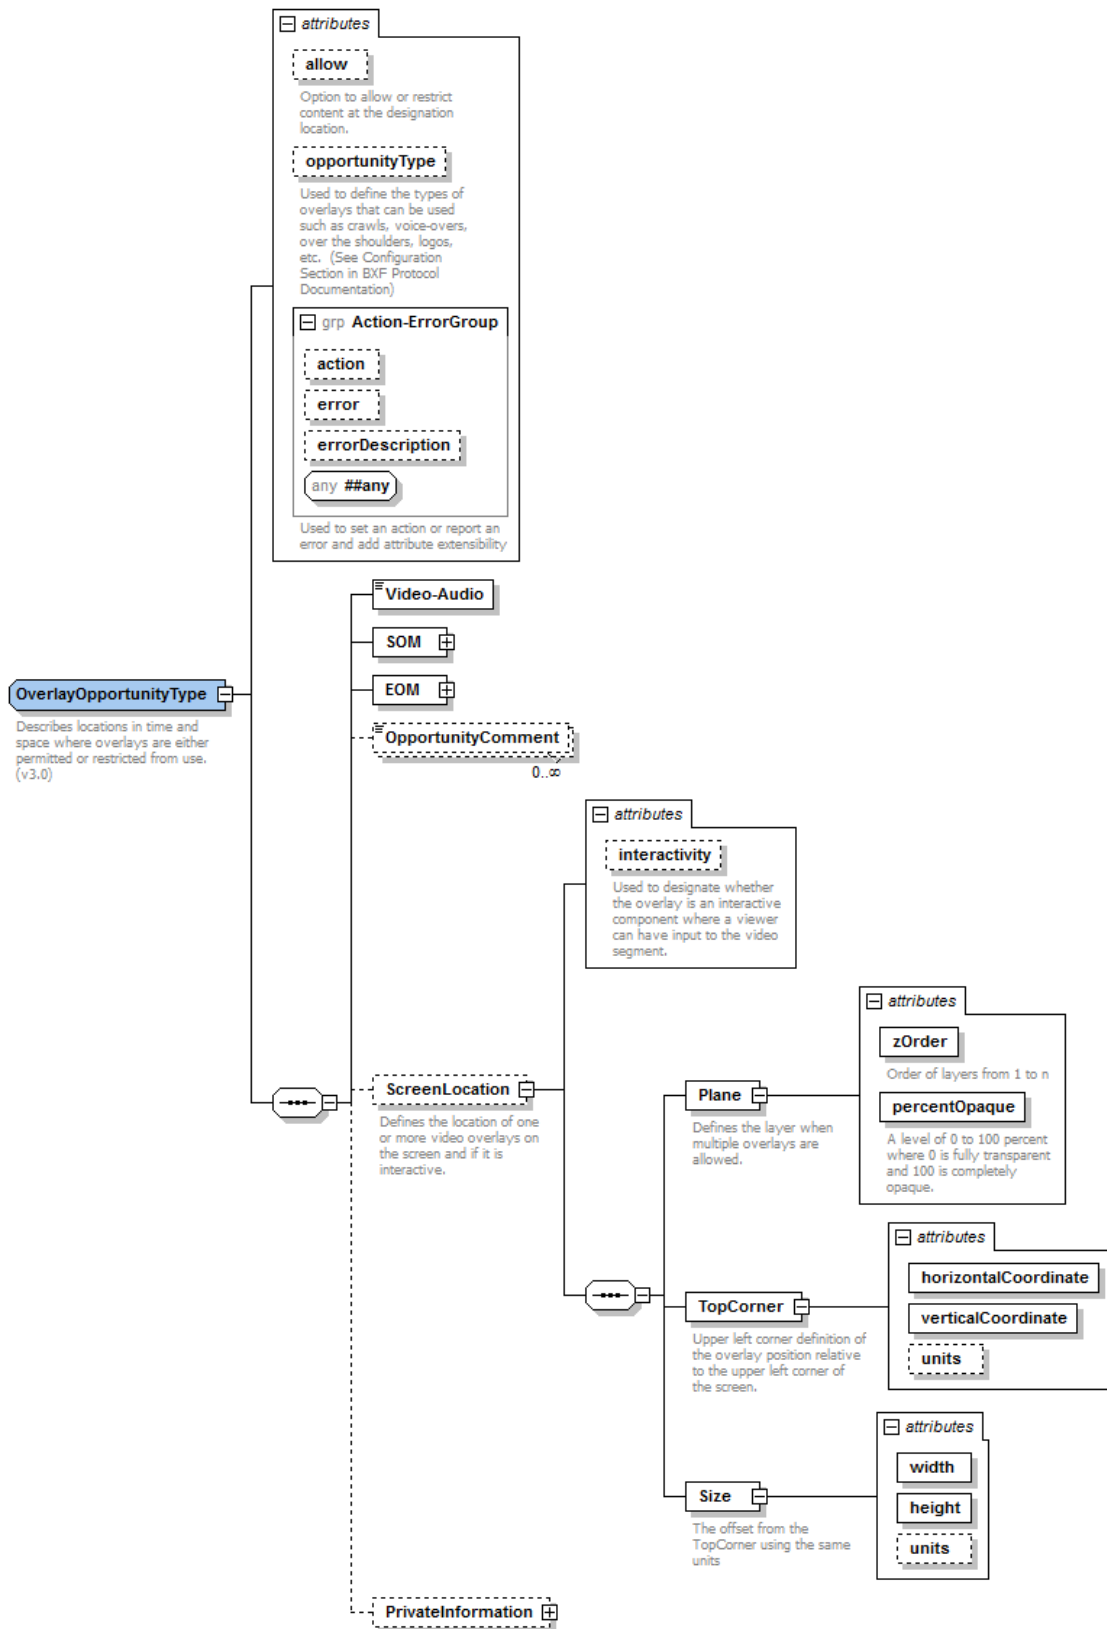 attributes
allow
Option to allow or restrict
content at the designation
location.
opportunityType
Used to define the types of
overlays that can be used
such as crawls, voice-overs,
over the shoulders, logos,
etc.  (See Configuration
Section in BXF Protocol
Documentation)
grp Action-ErrorGroup
action
error
errorDescription
any ##any
Used to set an action or report an
error and add attribute extensibility
OverlayOpportunityType
Describes locations in time and
space where overlays are either
permitted or restricted from use.
(v3.0)
Video-Audio
SOM
EOM
OpportunityComment
0..∞
ScreenLocation
Defines the location of one
or more video overlays on
the screen and if it is
interactive.
attributes
interactivity
Used to designate whether
the overlay is an interactive
component where a viewer
can have input to the video
segment.
Plane
Defines the layer when
multiple overlays are
allowed.
attributes
zOrder
Order of layers from 1 to n
percentOpaque
A level of 0 to 100 percent
where 0 is fully transparent
and 100 is completely
opaque.
TopCorner
Upper left corner definition of
the overlay position relative
to the upper left corner of
the screen.
attributes
horizontalCoordinate
verticalCoordinate
units
Size
The offset from the
TopCorner using the same
units
attributes
width
height
units
PrivateInformation